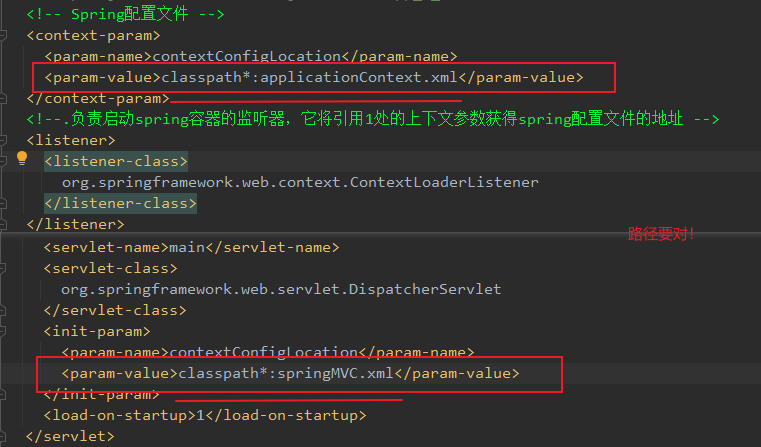 <!-- Spring配置文件 -->
<context-param>
<param-name>contextConfigLocation</param-name>
<param-value>classpath*:applicationContext.xml</param-value>
</context-param>
<!--.负责启动spring容器的监听器，它将引用1处的上下文参数获得spring配置文件的地址 -->
<listener>
<listener-class>
org.springframework.web.context.ContextLoaderListener
</listener-class>
</listener>
路径要对!
<servlet-name>main</servlet-name>
<servlet-class>
org.springframework.web.servlet.DispatcherServlet
</servlet-class>
<init-param>
<param-name>contextConfigLocation</param-name>
<param-value>classpath*:springMVC.xml</param-value>
</init-param>
<load-on-startup>1</load-on-startup>
</servlet>